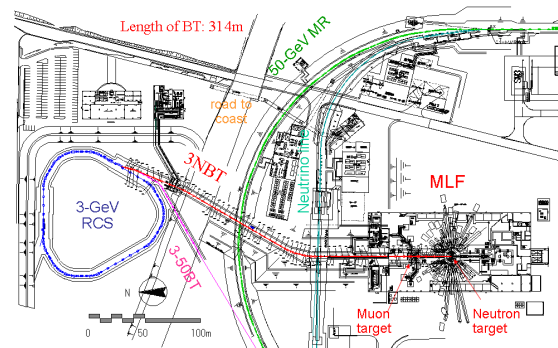 Length of BT: 314m
50-GeV MR
road to
coast
3NBT
Neutrino line
MLF
3-GeV
RCS
3-50BT
N
Muon
target
Neutron
target
0
50
100m